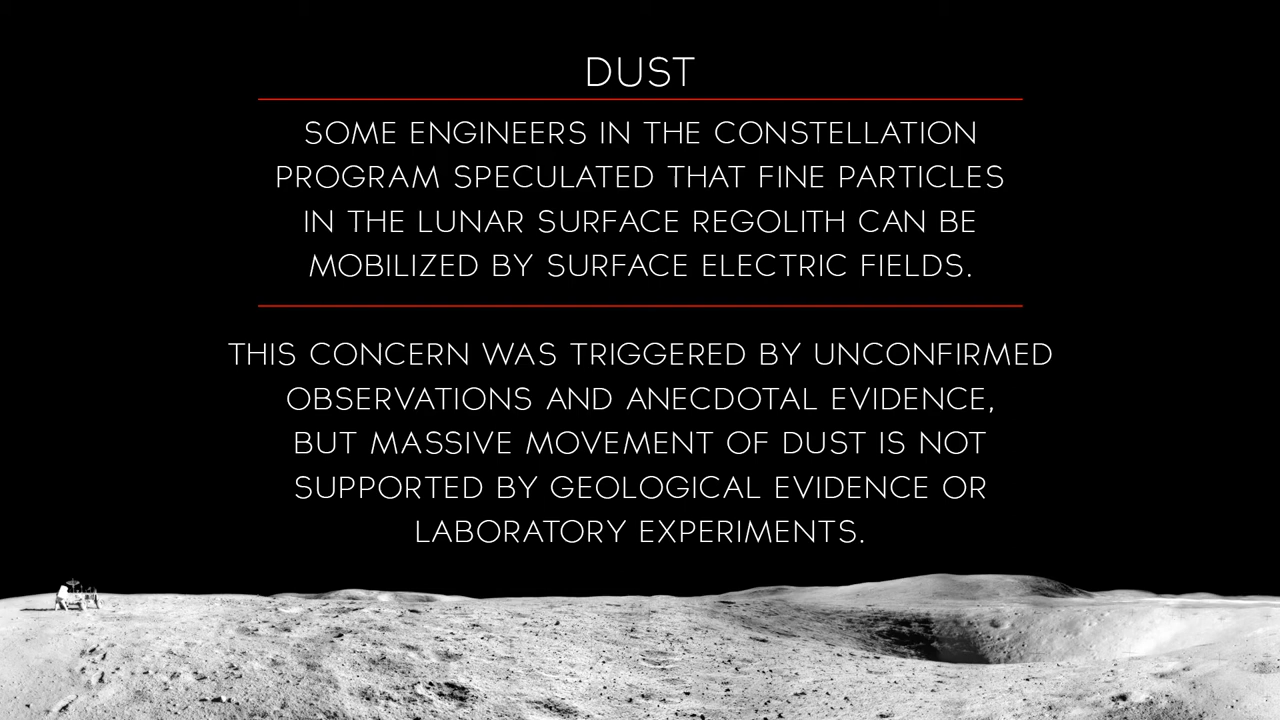 DUST
SOME ENGINEERS IN THE CONSTELLATION
PROGRAM SPECULATED THAT FINE PARTICLES
IN THE LUNAR SURFACE REGOLITH CAN BE
MOBILIZED BY SURFACE ELECTRIC FIELDS.
THIS CONCERN WAS TRIGGERED BY UNCONFIRMED
OBSERVATIONS AND ANECDOTAL EVIDENCE,
BUT MASSIVE MOVEMENT OF DUST IS NOT
SUPPORTED BY GEOLOGICAL EVIDENCE OR
LABORATORY EXPERIMENTS.